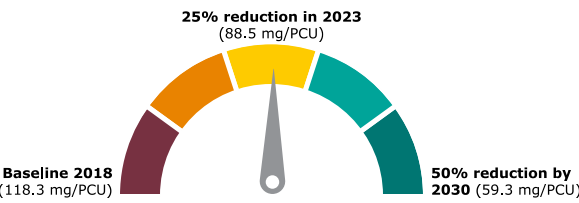 25% reduction in 2023
(88.5 mg/PCU)
Baseline 2018
(118.3 mg/PCU)
50% reduction by
2030 (59.3 mg/PCU)